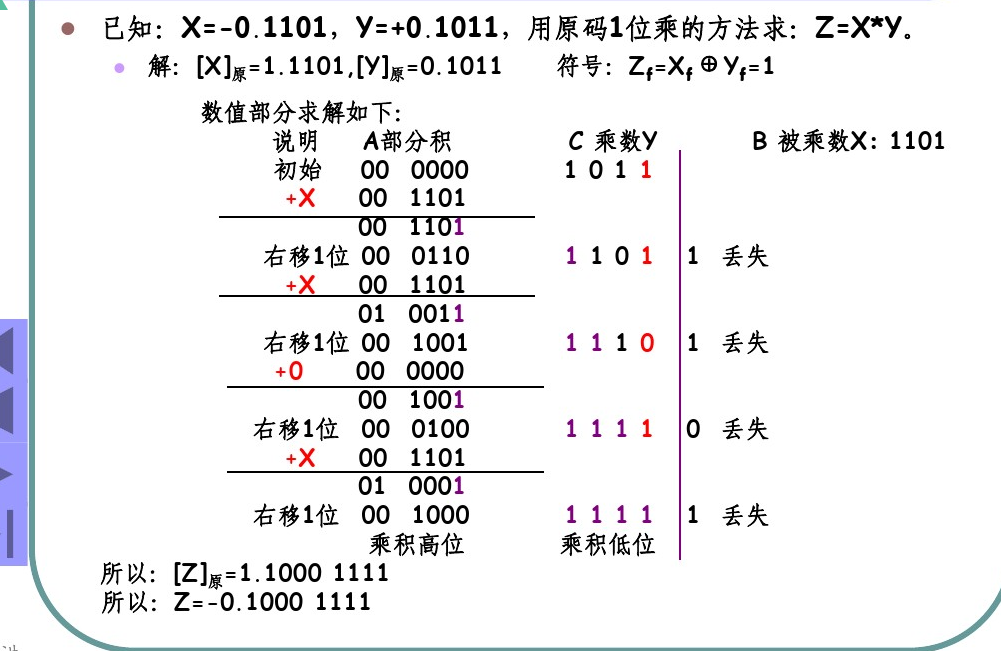 已知：X=-0.1101，Y=+0.1011，用原码1位乘的方法求：Z=X*Y。
解：[X]原=1.1101,[Y]原=0.1011 符号：Zf=Xf⊕Yf=1
数值部分求解如下：
说明 A部分积 C 乘数Y B 被乘数X：1101
初始 00 0000 1 0 1 1
+X 00 1101
00 1101
右移1位 00 0110 1 1 0 1 1 丢失
+X 00 1101
01 0011
右移1位 00 1001 1 1 1 0 1 丢失
+0 00 0000
00 1001
右移1位 00 0100 1 1 1 1 0 丢失
+X 00 1101
01 0001
右移1位 00 1000 1 1 1 1 1 丢失
乘积高位 乘积低位
所以：[Z]原=1.1000 1111
所以：Z=-0.1000 1111